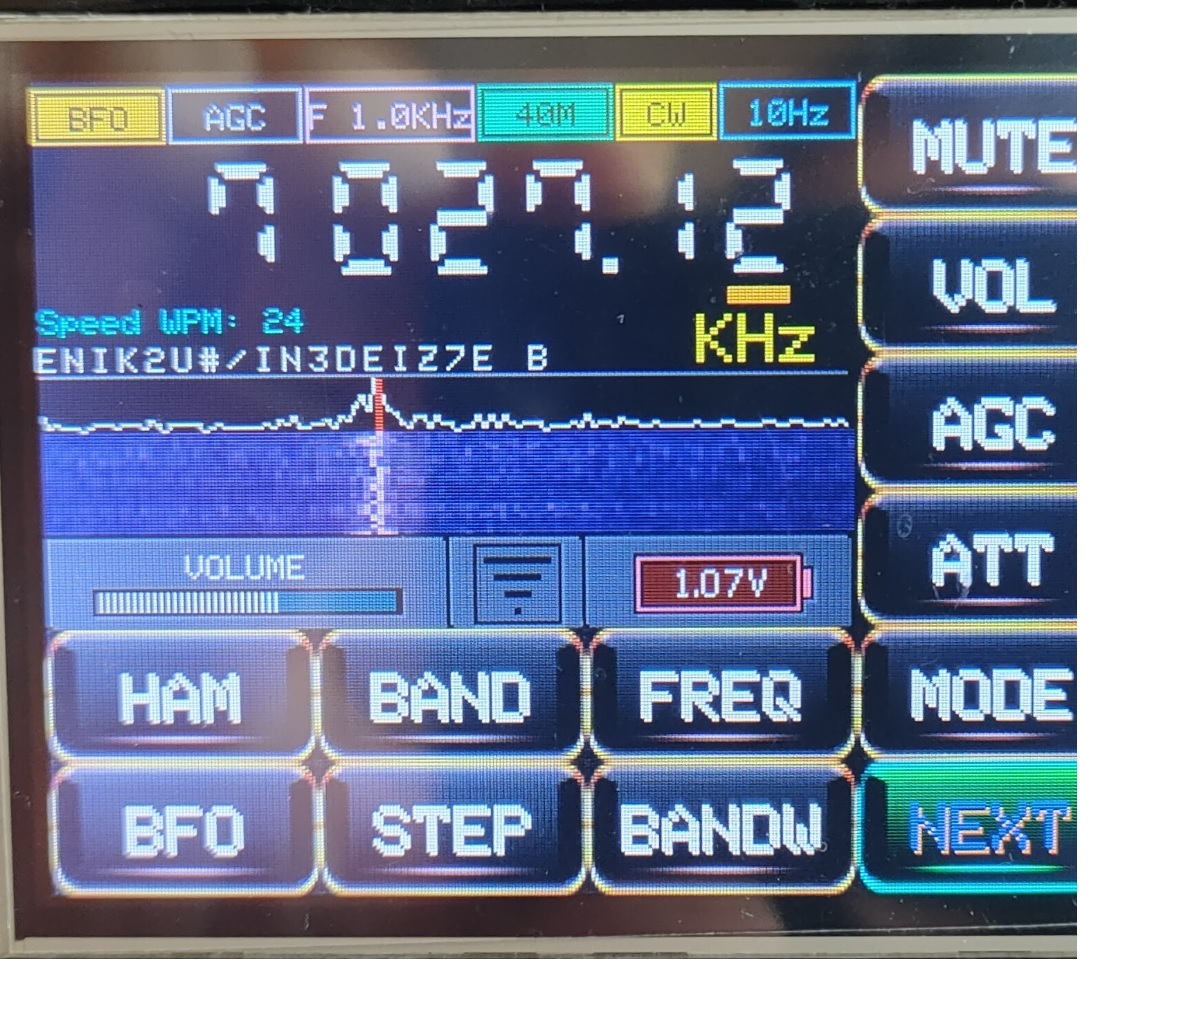 BFO AGC F 1.0KHz 40M CW 10Hz
MUTE
7027.12
KHz
VOL
Speed WPM: 24
ENIK2U#/IN3DEIZ7E B
AGC
ATT
VOLUME 1.07V
HAM BAND FREQ MODE
BFO STEP BANDW NEXT